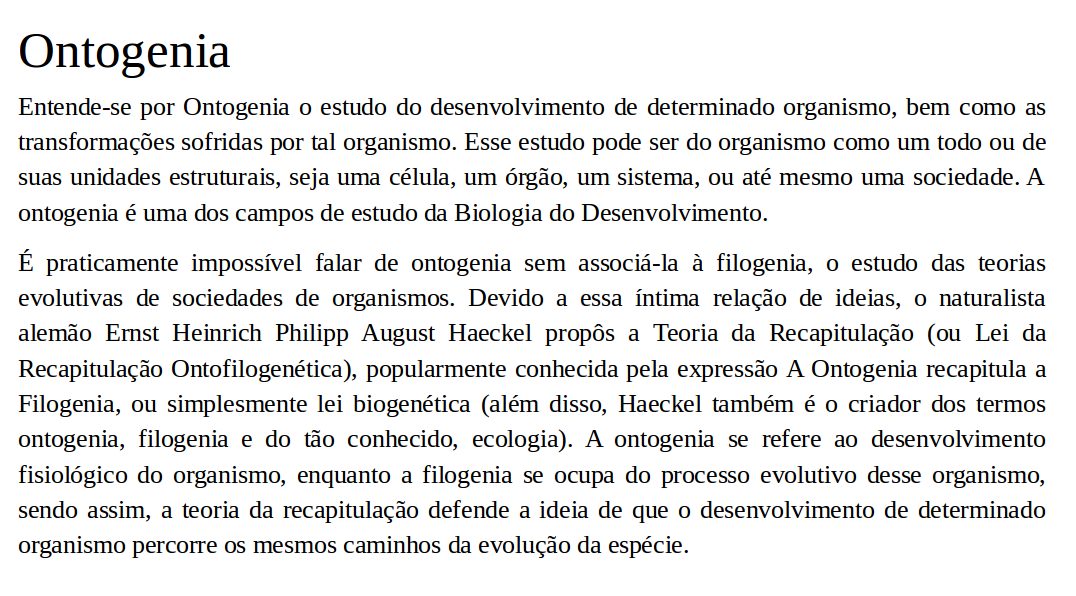 Ontogenia
Entende-se por Ontogenia o estudo do desenvolvimento de determinado organismo, bem como as
transformações sofridas por tal organismo. Esse estudo pode ser do organismo como um todo ou de
suas unidades estruturais, seja uma célula, um órgão, um sistema, ou até mesmo uma sociedade. A
ontogenia é uma dos campos de estudo da Biologia do Desenvolvimento.
É praticamente impossível falar de ontogenia sem associá-la à filogenia, o estudo das teorias
evolutivas de sociedades de organismos. Devido a essa íntima relação de ideias, o naturalista
alemão Ernst Heinrich Philipp August Haeckel propôs a Teoria da Recapitulação (ou Lei da
Recapitulação Ontofilogenética), popularmente conhecida pela expressão A Ontogenia recapitula a
Filogenia, ou simplesmente lei biogenética (além disso, Haeckel também é o criador dos termos
ontogenia, filogenia e do tão conhecido, ecologia). A ontogenia se refere ao desenvolvimento
fisiológico do organismo, enquanto a filogenia se ocupa do processo evolutivo desse organismo,
sendo assim, a teoria da recapitulação defende a ideia de que o desenvolvimento de determinado
organismo percorre os mesmos caminhos da evolução da espécie.